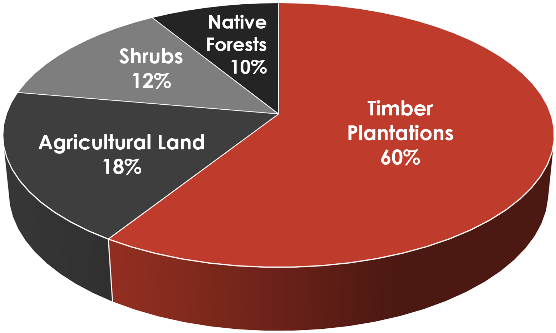 Native
Forests
10%
Shrubs
12%
Timber
Plantations
60%
Agricultural Land
18%